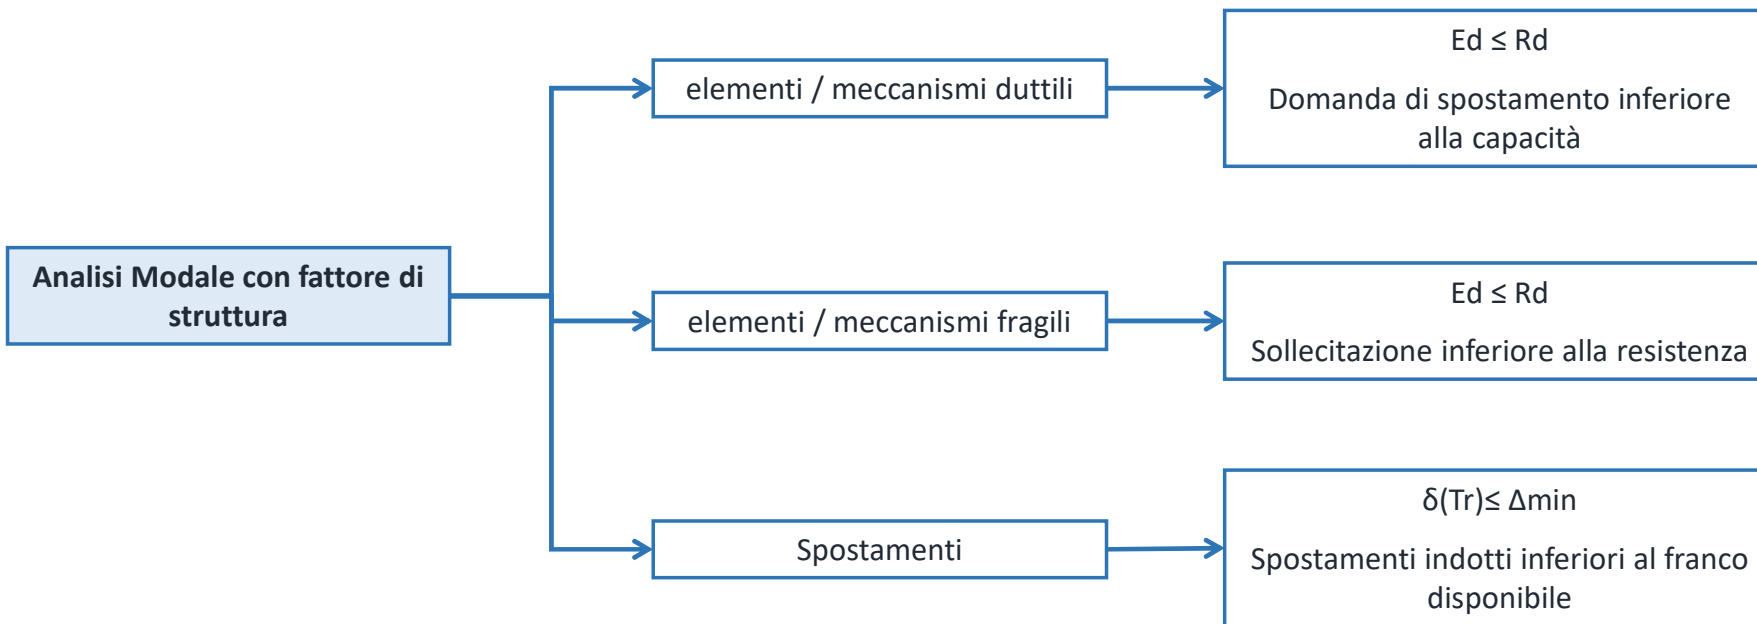 Analisi Modale con fattore di
struttura
elementi / meccanismi duttili
Ed ≤ Rd
Domanda di spostamento inferiore
alla capacità
elementi / meccanismi fragili
Ed ≤ Rd
Sollecitazione inferiore alla resistenza
Spostamenti
δ(Tr)≤ Δmin
Spostamenti indotti inferiori al franco
disponibile